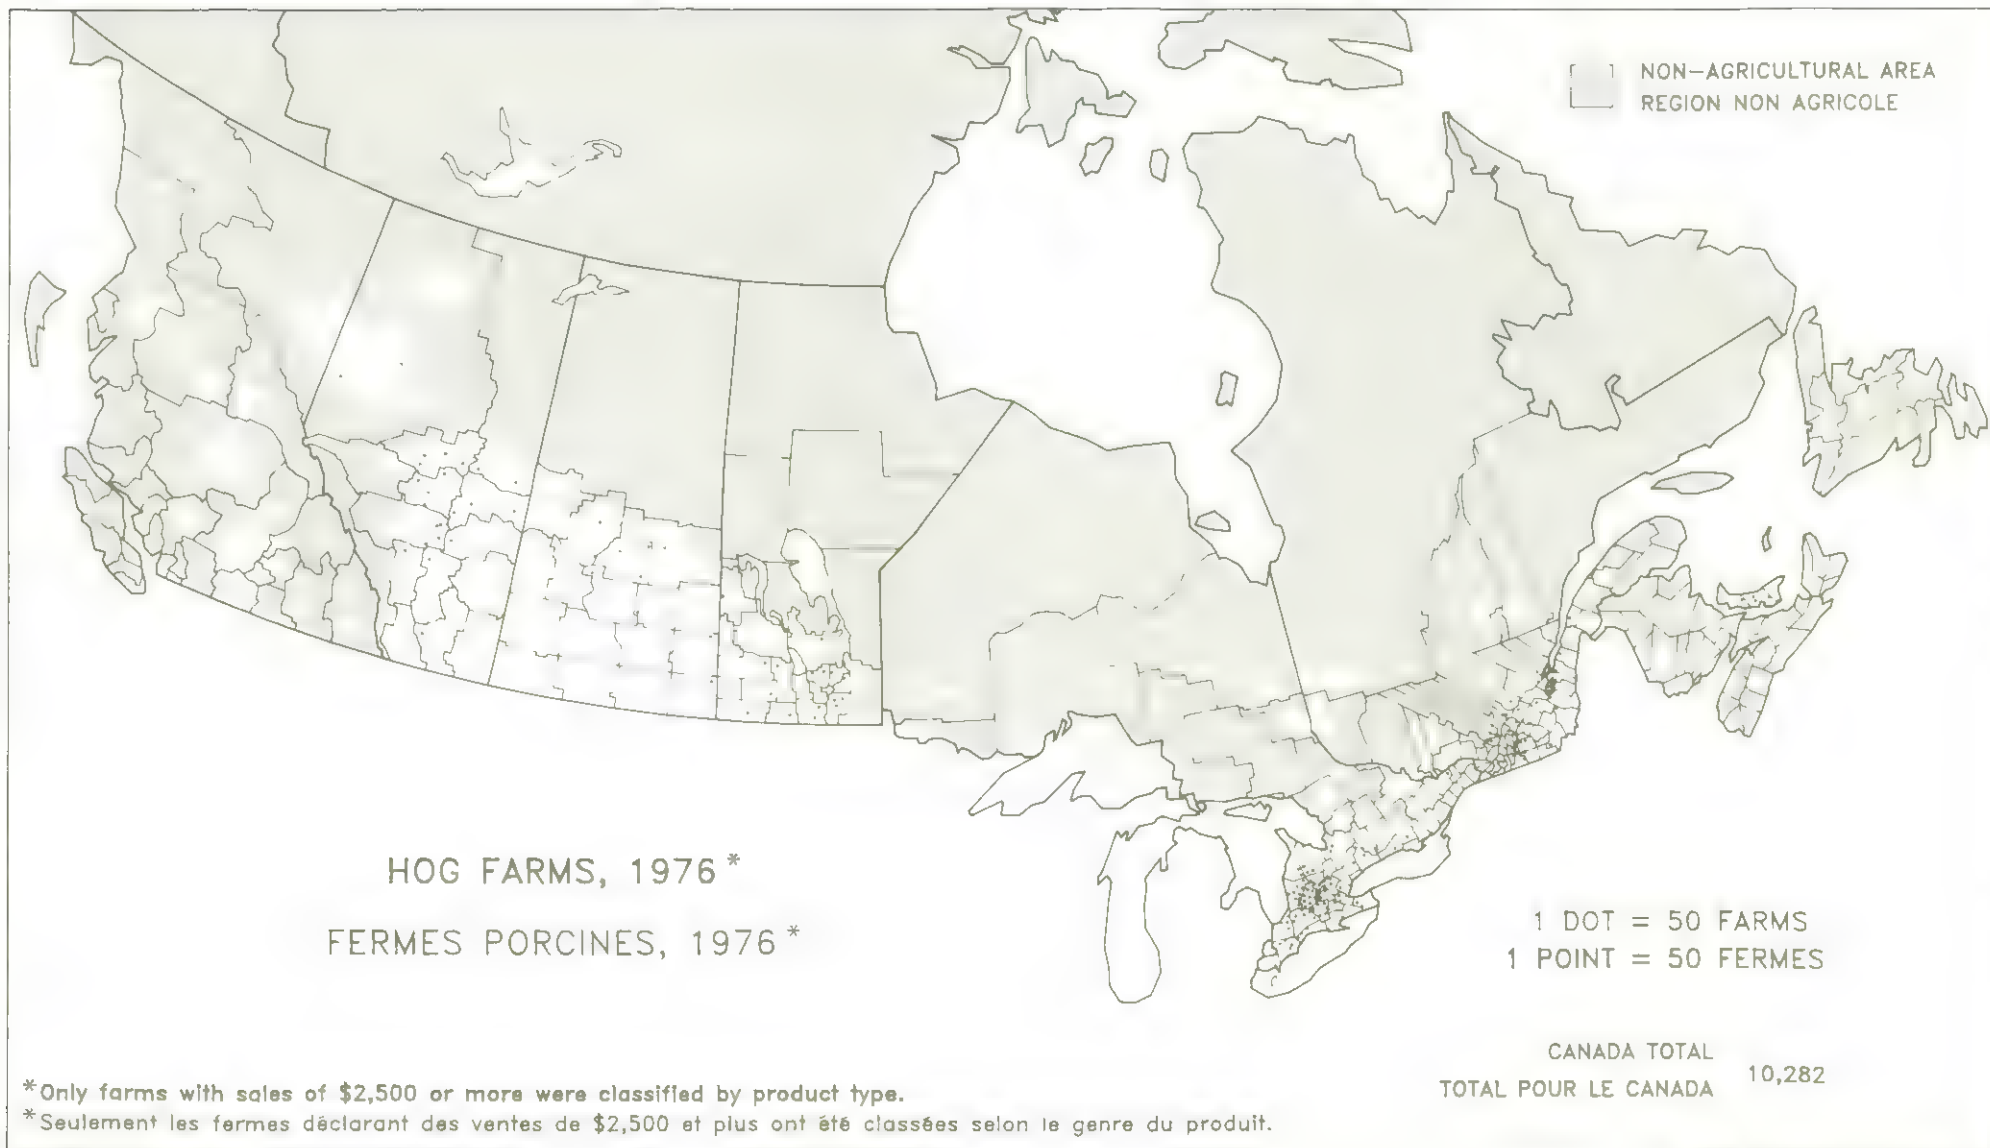 NON-AGRICULTURAL AREA
REGION NON AGRICOLE
HOG FARMS, 1976*
FERMES PORCINES, 1976*
1 DOT = 50 FARMS
1 POINT = 50 FERMES
CANADA TOTAL
TOTAL POUR LE CANADA 10,282
*Only farms with sales of $2,500 or more were classified by product type.
*Seulement les fermes déclarant des ventes de $2,500 et plus ont été classées selon le genre du produit.